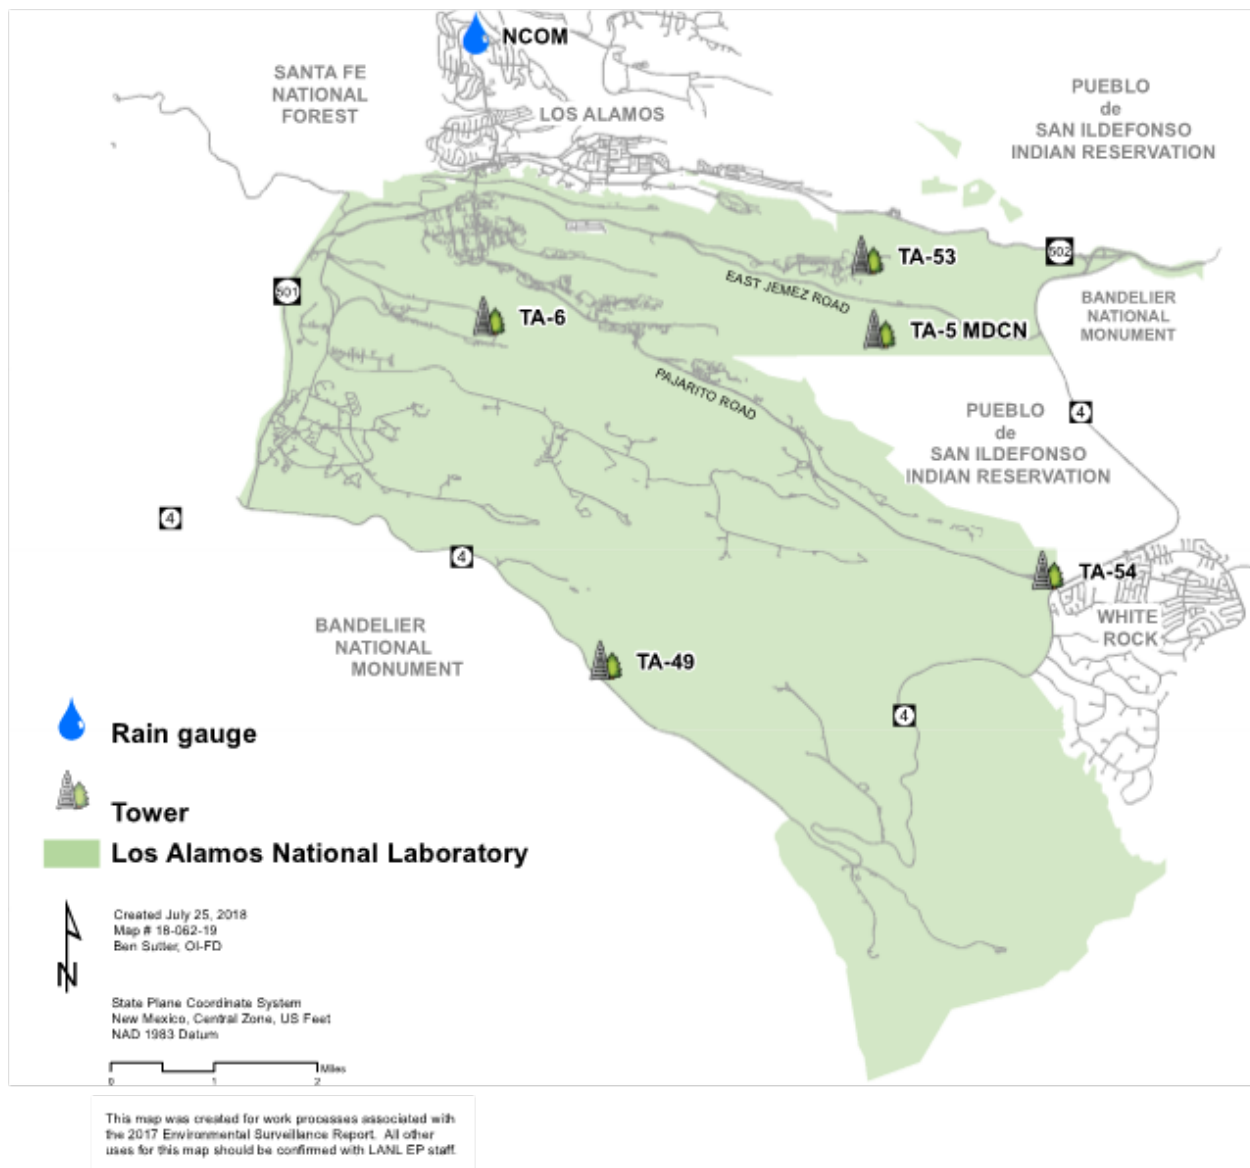 NCOM
SANTA FE
NATIONAL
FOREST
LOS ALAMOS
PUEBLO
de
SAN ILDEFONSO
INDIAN RESERVATION
TA-53
502
EAST JEMEZ ROAD
501
TA-6
TA-5 MDCN
BANDELIER
NATIONAL
MONUMENT
PAJARITO ROAD
4
PUEBLO
de
SAN ILDEFONSO
INDIAN RESERVATION
4
4
TA-54
WHITE
ROCK
BANDELIER
NATIONAL
MONUMENT
TA-49
4
Rain gauge
Tower
Los Alamos National Laboratory
Created July 25, 2018
Map # 18-062-19
Ben Sutter, OI-FD
N
State Plane Coordinate System
New Mexico, Central Zone, US Feet
NAD 1983 Datum
Miles
0 1 2
This map was created for work processes associated with
the 2017 Environmental Surveillance Report. All other
uses for this map should be confirmed with LANL EP staff.